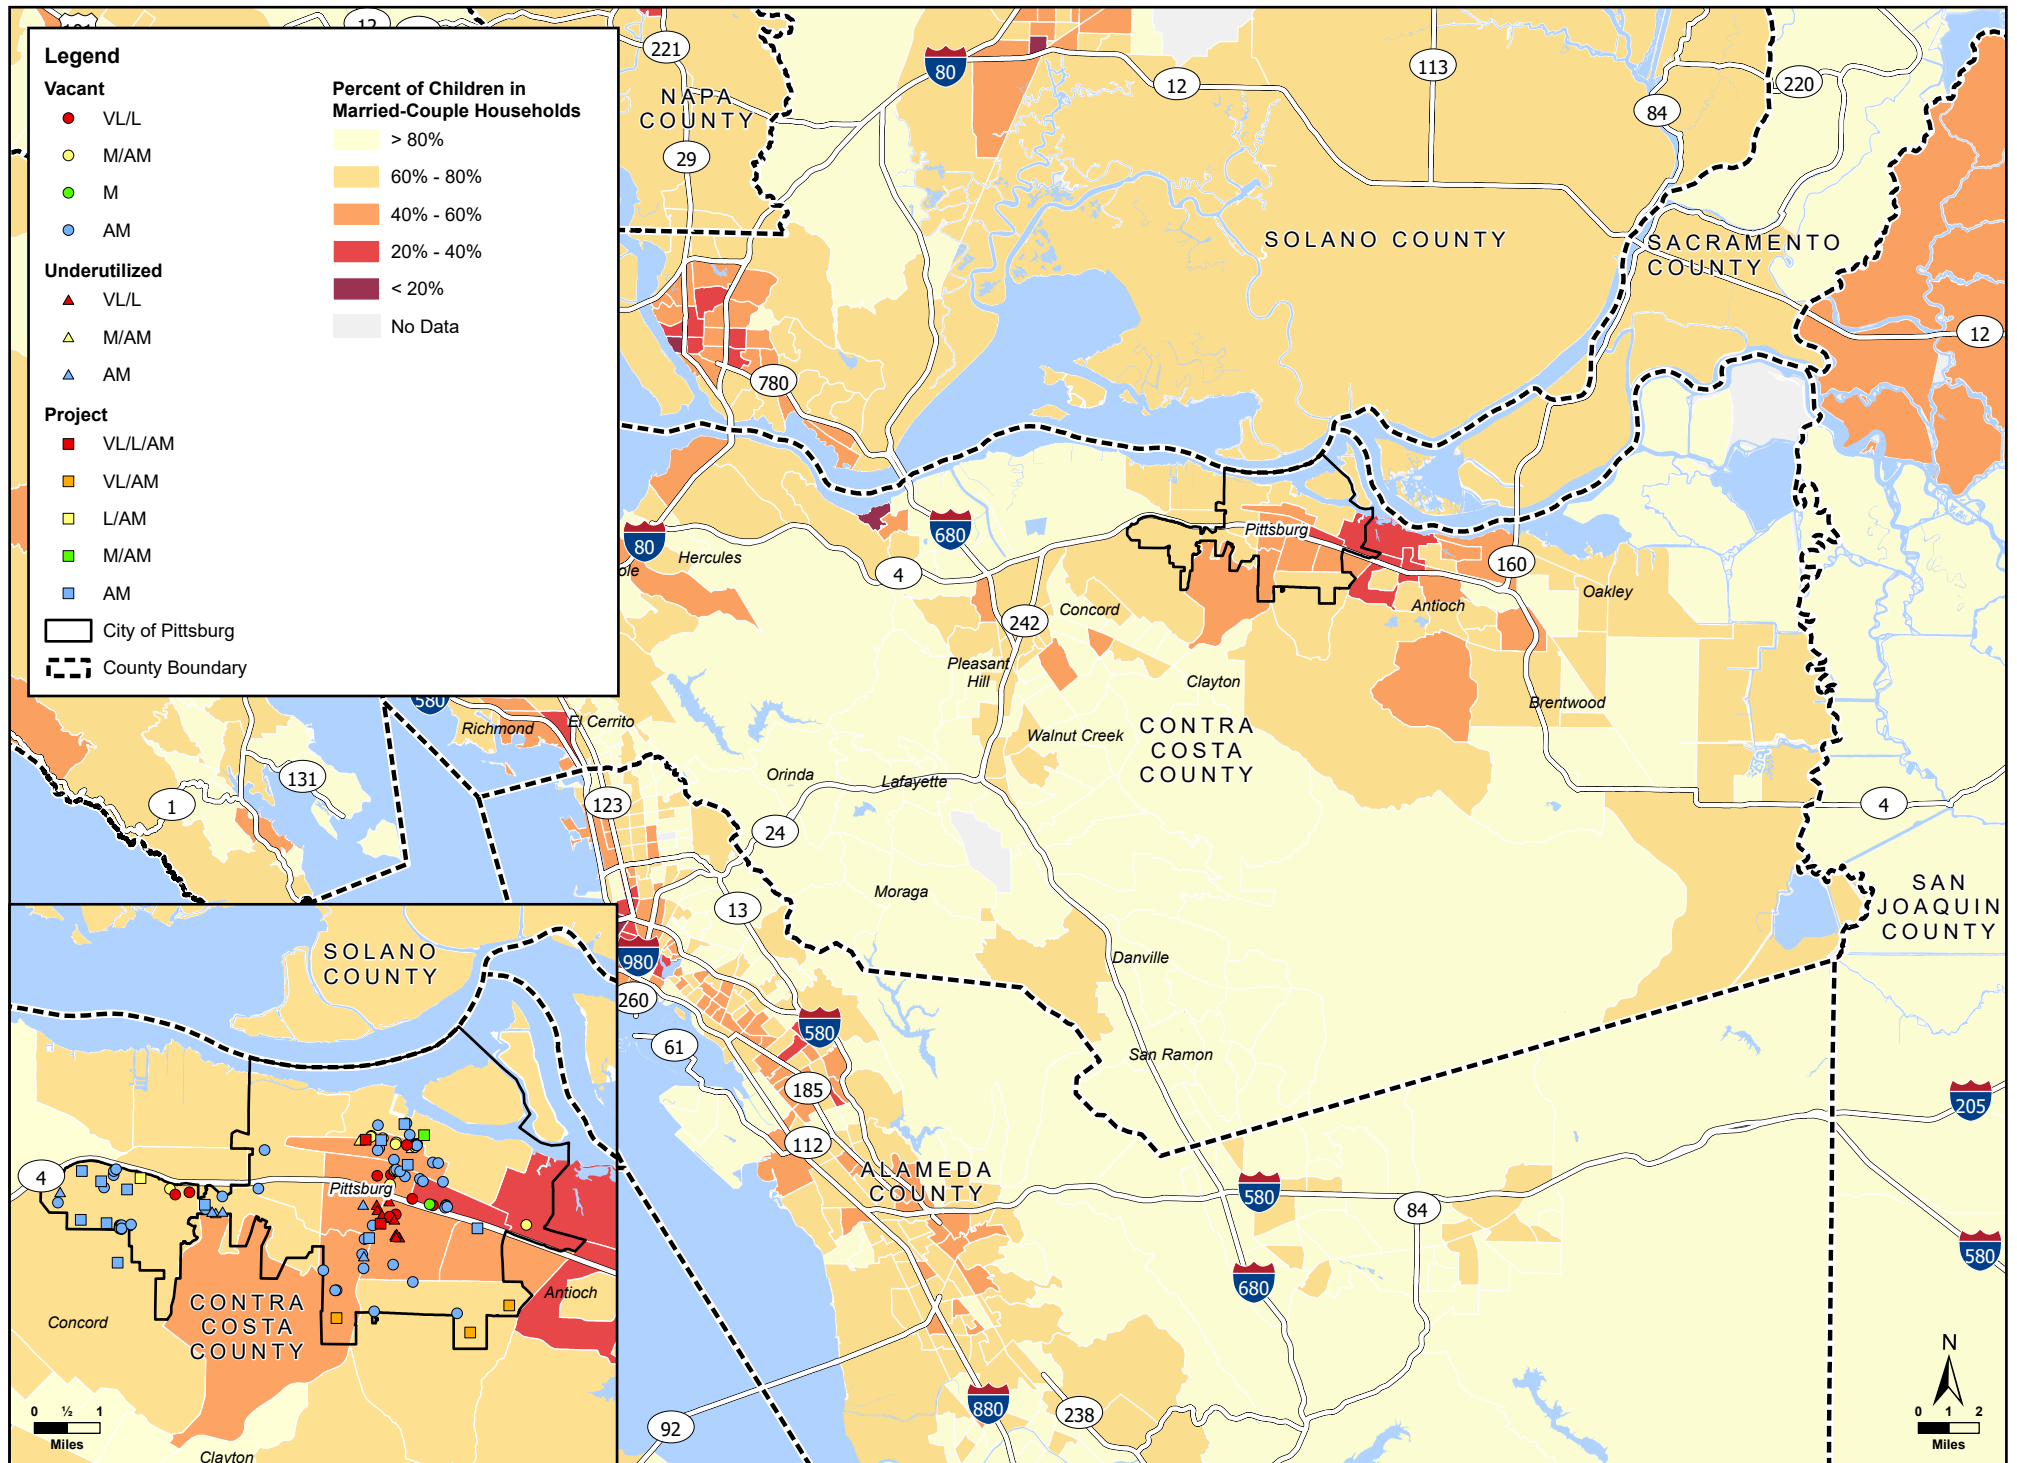 Legend
Vacant
VL/L
M/AM
M
AM
Underutilized
VL/L
M/AM
AM
Project
VL/L/AM
VL/AM
L/AM
M/AM
AM
City of Pittsburg
County Boundary
Percent of Children in
Married-Couple Households
> 80%
60% - 80%
40% - 60%
20% - 40%
< 20%
No Data
12
221
80
12
113
84
220
NAPA
COUNTY
29
SOLANO COUNTY
SACRAMENTO
COUNTY
12
780
80
Hercules
680
4
Pittsburg
160
Antioch
Oakley
Concord
242
Pleasant
Hill
Clayton
Brentwood
580
Richmond
El Cerrito
Walnut Creek
CONTRA
COSTA
COUNTY
131
1
123
Orinda
Lafayette
24
4
Moraga
13
SAN
JOAQUIN
COUNTY
980
260
Danville
61
580
San Ramon
185
205
112
ALAMEDA
COUNTY
580
84
580
680
880
238
92
N
0 1 2
Miles
SOLANO
COUNTY
4
Pittsburg
Antioch
Concord
CONTRA
COSTA
COUNTY
Clayton
0 ½ 1
Miles